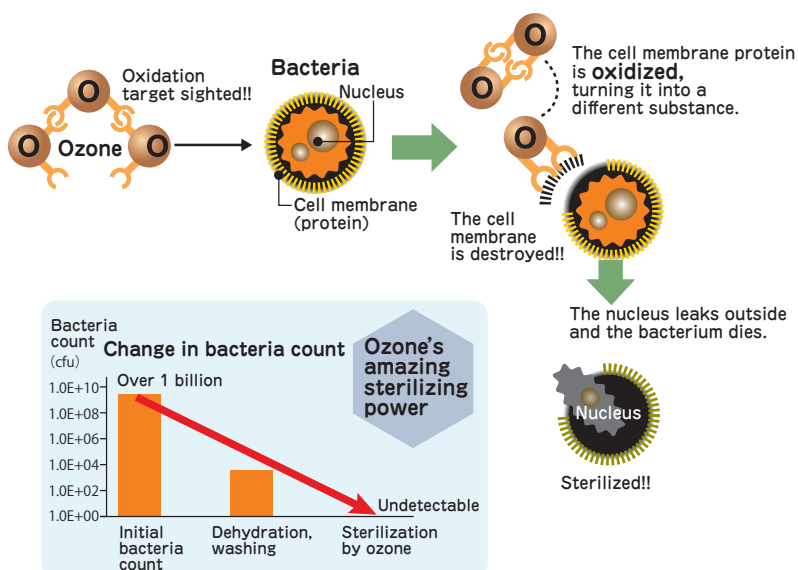 Oxidation
target sighted!!
O
O
O
Ozone
Bacteria
Nucleus
Cell membrane
(protein)
O
O
O
The cell membrane protein
is oxidized,
turning it into a
different substance.
The cell
membrane
is destroyed!!
The nucleus leaks outside
and the bacterium dies.
Nucleus
Sterilized!!
Bacteria
count
(cfu)
Change in bacteria count
Ozone's
amazing
sterilizing
power
Over 1 billion
1.0E+10
1.0E+08
1.0E+06
1.0E+04
1.0E+02
1.0E+00
Undetectable
Initial
bacteria
count
Dehydration,
washing
Sterilization
by ozone